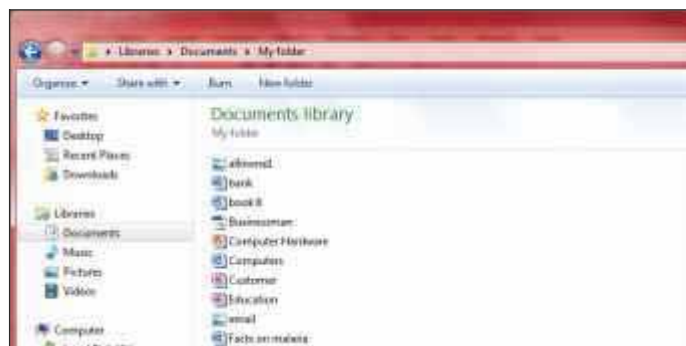 Libraries ▸ Documents ▸ My folder
Organize Share with Burn New folder
Favorites
Desktop
Recent Places
Downloads
Libraries
Documents
Music
Pictures
Videos
Computer
Documents library
My folder
bank
book 8
Businessman
Computer Hardware
Computers
Customer
Education
email
Facts on malaria